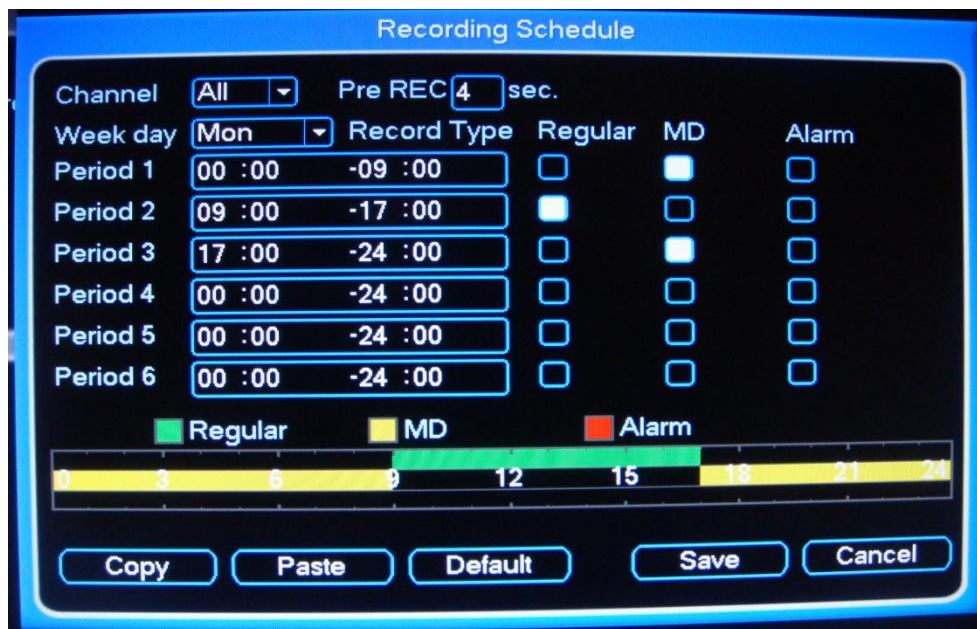 Recording Schedule
Channel All Pre REC 4 sec.
Week day Mon Record Type Regular MD Alarm
Period 1 00 :00 -09 :00
Period 2 09 :00 -17 :00
Period 3 17 :00 -24 :00
Period 4 00 :00 -24 :00
Period 5 00 :00 -24 :00
Period 6 00 :00 -24 :00
Regular MD Alarm
0 3 6 9 12 15 18 21 24
Copy Paste Default Save Cancel